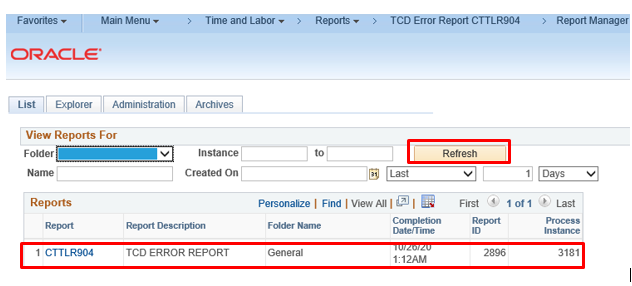 Favorites Main Menu > Time and Labor > Reports > TCD Error Report CTTLR904 > Report Manager
ORACLE
List Explorer Administration Archives
View Reports For
Folder Instance to Refresh
Name Created On 31 Last 1 Days
Reports Personalize | Find | View All | | First 1 of 1 Last
Report Report Description Folder Name Completion Date/Time Report ID Process Instance
1 CTTLR904 TCD ERROR REPORT General 10/26/20 1:12AM 2896 3181